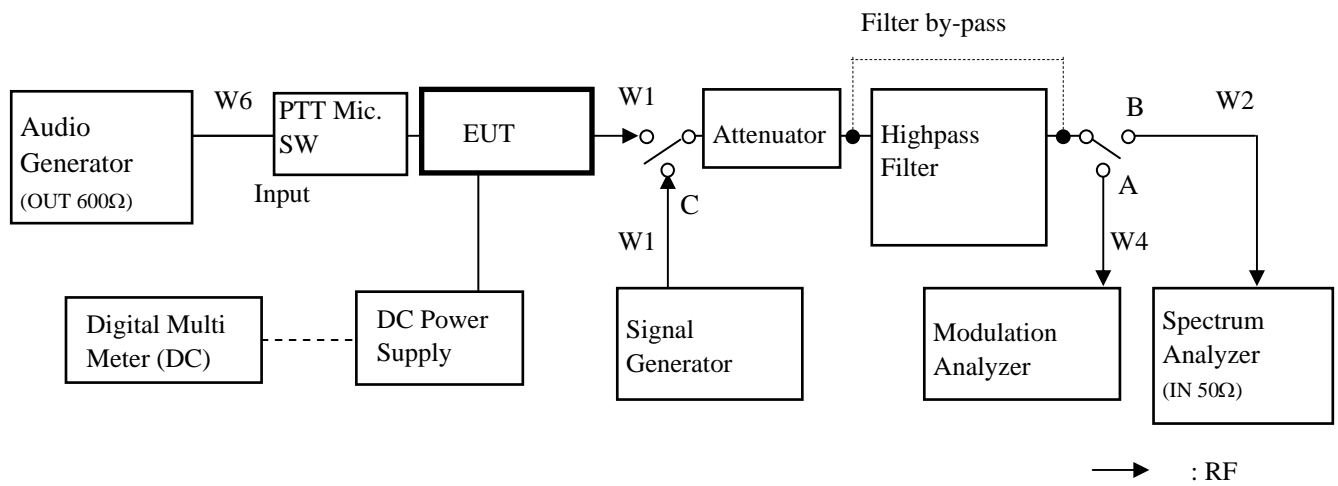 Filter by-pass
W6
W1
B
W2
Audio
Generator
(OUT 600Ω)
PTT Mic.
SW
Input
EUT
Attenuator
Highpass
Filter
C
A
W1
W4
Digital Multi
Meter (DC)
DC Power
Supply
Signal
Generator
Modulation
Analyzer
Spectrum
Analyzer
(IN 50Ω)
: RF